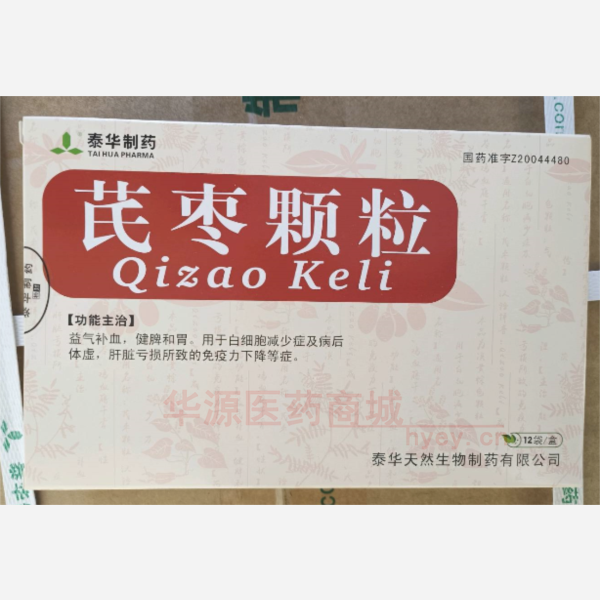 泰华制药
TAI HUA PHARMA
国药准字Z20044480
芪枣颗粒
Qizao Keli
【功能主治】
益气补血，健脾和胃。用于白细胞减少症及病后
体虚，肝脏亏损所致的免疫力下降等症。
华源医药商城
hyey.cn
12袋/盒
泰华天然生物制药有限公司
.com